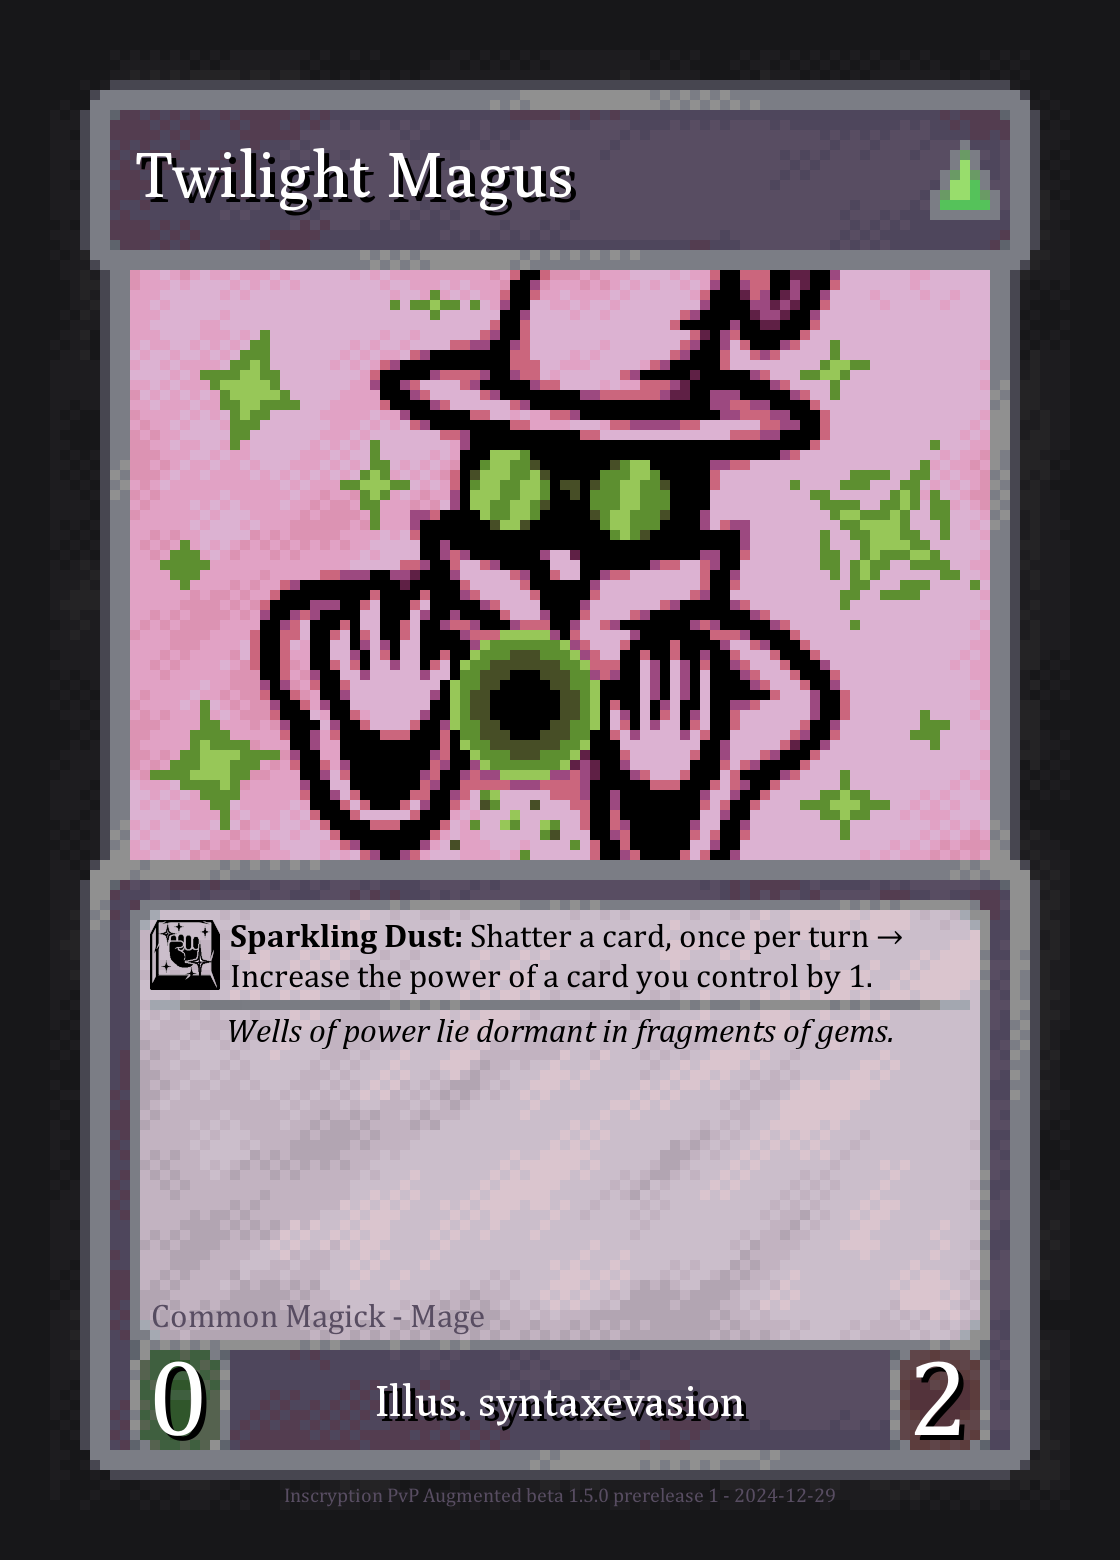 Twilight Magus
Sparkling Dust: Shatter a card, once per turn →
Increase the power of a card you control by 1.
Wells of power lie dormant in fragments of gems.
Common Magick - Mage
0
Illus. syntaxevasion
2
Inscryption PvP Augmented beta 1.5.0 prerelease 1 - 2024-12-29